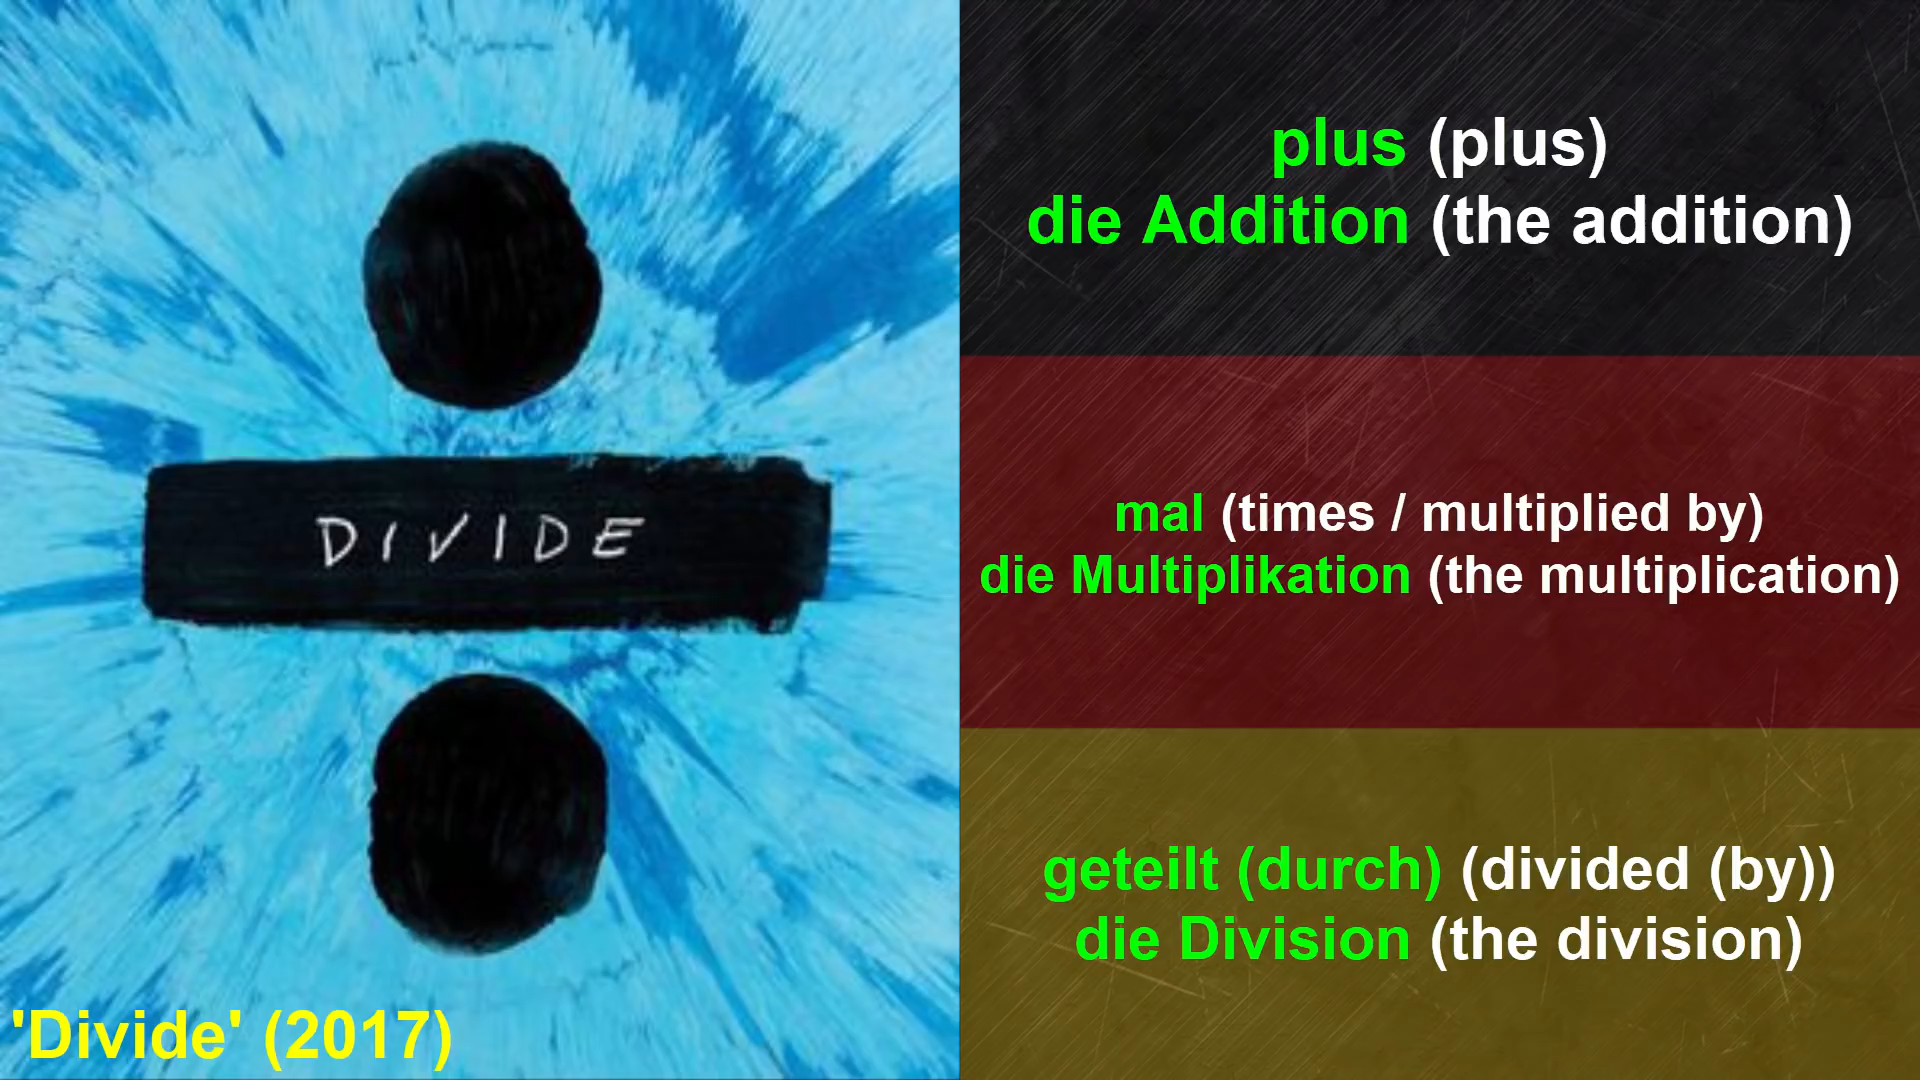 DIVIDE
'Divide' (2017)
plus (plus)
die Addition (the addition)
mal (times / multiplied by)
die Multiplikation (the multiplication)
geteilt (durch) (divided (by))
die Division (the division)